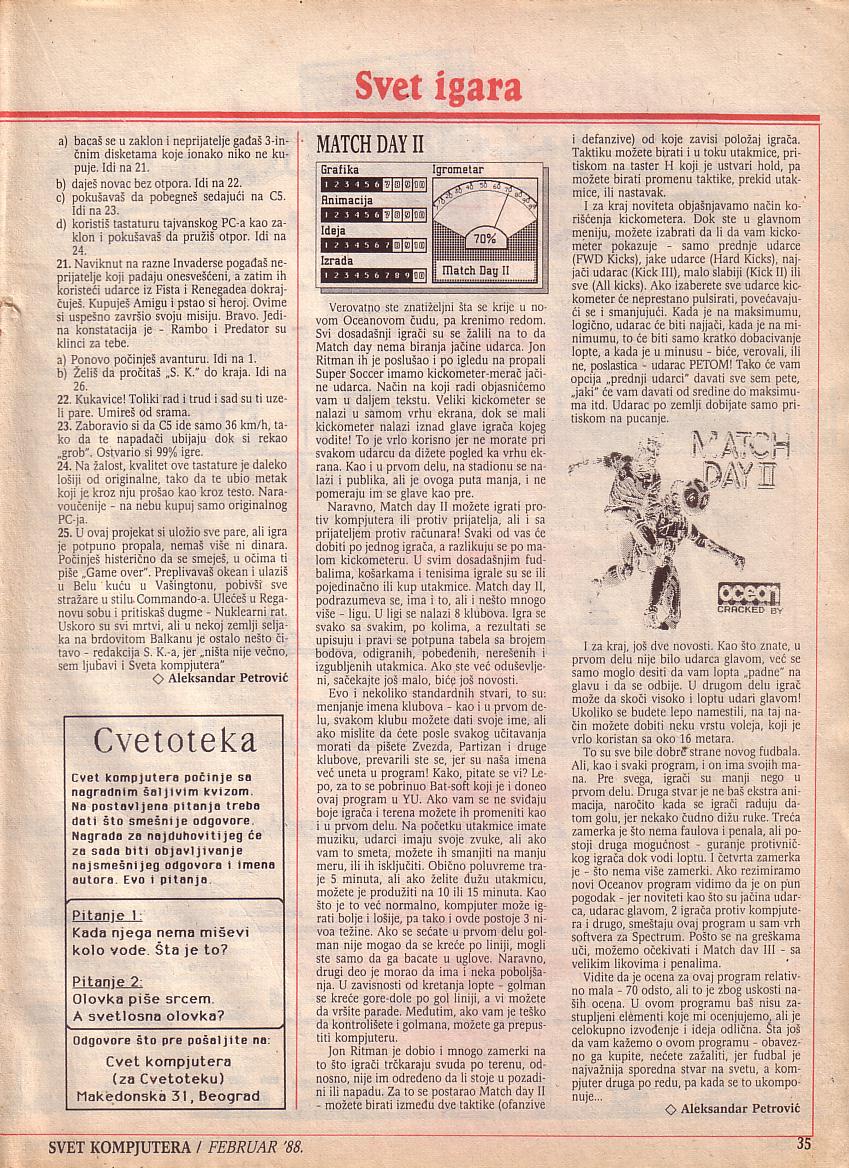 Svet igara
a) bacaš se u zaklon i neprijatelje gađaš 3-in-
čnim disketama koje ionako niko ne ku-
puje. Idi na 21.
b) daješ novac bez otpora. Idi na 22.
c) pokušavaš da pobegneš sedajući na C5.
Idi na 23.
d) koristiš tastaturu tajvanskog PC-a kao za-
klon i pokušavaš da pružiš otpor. Idi na
24.
21. Naviknut na razne Invaderse pogađaš ne-
prijatelje koji padaju onesvešćeni, a zatim ih
koristeći udarce iz Fista i Renegadea dokraj-
čuješ. Kupuješ Amigu i pstao si heroj. Ovime
si uspešno završio svoju misiju. Bravo. Jedi-
na konstatacija je - Rambo i Predator su
klinci za tebe.
a) Ponovo počinješ avanturu. Idi na 1.
b) Želiš da pročitaš „S. K.” do kraja. Idi na
26.
22. Kukavice! Toliki rad i trud i sad su ti uze-
li pare. Umireš od srama.
23. Zaboravio si da C5 ide samo 36 km/h, ta-
ko da te napadači ubijaju dok si rekao
„grob”. Ostvario si 99% igre.
24. Na žalost, kvalitet ove tastature je daleko
lošiji od originalne, tako da te ubio metak
koji je kroz nju prošao kao kroz testo. Nara-
voučenije - na nebu kupuj samo originalnog
PC-ja.
25. U ovaj projekat si uložio sve pare, ali igra
je potpuno propala, nemaš više ni dinara.
Počinješ histerično da se smeješ, u očima ti
piše „Game over”. Preplivavaš okean i ulaziš
u Belu kuću u Vašingtonu, pobivši sve
stražare u stilu Commando-a. Ulećeš u Rega-
novu sobu i pritiskaš dugme - Nuklearni rat.
Uskoro su svi mrtvi, ali u nekoj zemlji selja-
ka na brdovitom Balkanu je ostalo nešto či-
tavo - redakcija S. K.-a, jer „ništa nije večno,
sem ljubavi i Sveta kompjutera”
◇ Aleksandar Petrović
Cvetoteka
Cvet kompjutera počinje sa
nagradnim šaljivim kvizom.
Na postavljena pitanja treba
dati što smešnije odgovore.
Nagrada za najduhovitijeg će
za sada biti objavljivanje
najsmešnijeg odgovora i imena
autora. Evo i pitanja.
Pitanje 1:
Kada njega nema miševi
kolo vode. Šta je to?
Pitanje 2:
Olovka piše srcem.
A svetlosna olovka?
Odgovore što pre pošaljite na:
Cvet kompjutera
(za Cvetoteku)
Makedonska 31, Beograd
MATCH DAY II
Grafika
1 2 3 4 5 6 7 8 9 10
Animacija
1 2 3 4 5 6 7 8 9 10
Ideja
1 2 3 4 5 6 7 8 9 10
Izrada
1 2 3 4 5 6 7 8 9 10
Igrometar
70%
Match Day II
Verovatno ste znatiželjni šta se krije u no-
vom Oceanovom čudu, pa krenimo redom.
Svi dosadašnji igrači su se žalili na to da
Match day nema biranja jačine udarca. Jon
Ritman ih je poslušao i po igledu na propali
Super Soccer imamo kickometar-merač jači-
ne udarca. Način na koji radi objasnićemo
vam u daljem tekstu. Veliki kickometer se
nalazi u samom vrhu ekrana, dok se mali
kickometer nalazi iznad glave igrača kojeg
vodite! To je vrlo korisno jer ne morate pri
svakom udarcu da dižete pogled ka vrhu ek-
rana. Kao i u prvom delu, na stadionu se na-
lazi i publika, ali je ovoga puta manja, i ne
pomeraju im se glave kao pre.
Naravno, Match day II možete igrati pro-
tiv kompjutera ili protiv prijatelja, ali i sa
prijateljem protiv računara! Svaki od vas će
dobiti po jednog igrača, a razlikuju se po ma-
lom kickometeru. U svim dosadašnjim fud-
balima, košarkama i tenisima igrale su se ili
pojedinačno ili kup utakmice. Match day II,
podrazumeva se, ima i to, ali i nešto mnogo
više - ligu. U ligi se nalazi 8 klubova. Igra se
svako sa svakim, po kolima, a rezultati se
upisuju i pravi se potpuna tabela sa brojem
bodova, odigranih, pobeđenih, nerešenih i
izgubljenih utakmica. Ako ste već oduševlje-
ni, sačekajte još malo, biće još novosti.
Evo i nekoliko standardnih stvari, to su:
menjanje imena klubova - kao i u prvom de-
lu, svakom klubu možete dati svoje ime, ali
ako mislite da ćete posle svakog učitavanja
morati da pišete Zvezda, Partizan i druge
klubove, prevarili ste se, jer su naša imena
već uneta u program! Kako, pitate se vi? Le-
po, za to se pobrinuo Bat-soft koji je i doneo
ovaj program u YU. Ako vam se ne sviđaju
boje igrača i terena možete ih promeniti kao
i u prvom delu. Na početku utakmice imate
muziku, udarci imaju svoje zvuke, ali ako
vam to smeta, možete ih smanjiti na manju
meru, ili ih isključiti. Obično poluvreme tra-
je 5 minuta, ali ako želite dužu utakmicu,
možete je produžiti na 10 ili 15 minuta. Kao
što je to već normalno, kompjuter može ig-
rati bolje i lošije, pa tako i ovde postoje 3 ni-
voa težine. Ako se sećate u prvom delu gol-
man nije mogao da se kreće po liniji, mogli
ste samo da ga bacate u uglove. Naravno,
drugi deo je morao da ima i neka poboljša-
nja. U zavisnosti od kretanja lopte - golman
se kreće gore-dole po gol liniji, a vi možete
da vršite parade. Međutim, ako vam je teško
da kontrolišete i golmana, možete ga prepus-
titi kompjuteru.
Jon Ritman je dobio i mnogo zamerki na
to što igrači trčkaraju svuda po terenu, od-
nosno, nije im određeno da li stoje u pozadi-
ni ili napadu. Za to se postarao Match day II
- možete birati između dve taktike (ofanzive
i defanzive) od koje zavisi položaj igrača.
Taktiku možete birati i u toku utakmice, pri-
tiskom na taster H koji je ustvari hold, pa
možete birati promenu taktike, prekid utak-
mice, ili nastavak.
I za kraj noviteta objašnjavamo način ko-
rišćenja kickometera. Dok ste u glavnom
meniju, možete izabrati da li da vam kicko-
meter pokazuje - samo prednje udarce
(FWD Kicks), jake udarce (Hard Kicks), naj-
jači udarac (Kick III), malo slabiji (Kick II) ili
sve (All kicks). Ako izaberete sve udarce kic-
kometer će neprestano pulsirati, povećavaju-
ći se i smanjujući. Kada je na maksimumu,
logično, udarac će biti najjači, kada je na mi-
nimumu, to će biti samo kratko dobacivanje
lopte, a kada je u minusu - biće, verovali, ili
ne, poslastica - udarac PETOM! Tako će vam
opcija „prednji udarci” davati sve sem pete,
„jaki” će vam davati od sredine do maksimu-
ma itd. Udarac po zemlji dobijate samo pri-
tiskom na pucanje.
MATCH
DAY II
ocean
CRACKED BY
I za kraj, još dve novosti. Kao što znate, u
prvom delu nije bilo udarca glavom, već se
samo moglo desiti da vam lopta „padne” na
glavu i da se odbije. U drugom delu igrač
može da skoči visoko i loptu udari glavom!
Ukoliko se budete lepo namestili, na taj na-
čin možete dobiti neku vrstu voleja, koji je
vrlo koristan sa oko 16 metara.
To su sve bile dobre strane novog fudbala.
Ali, kao i svaki program, i on ima svojih ma-
na. Pre svega, igrači su manji nego u
prvom delu. Druga stvar je ne baš ekstra ani-
macija, naročito kada se igrači raduju da-
tom golu, jer nekako čudno dižu ruke. Treća
zamerka je što nema faulova i penala, ali po-
stoji druga mogućnost - guranje protivnič-
kog igrača dok vodi loptu. I četvrta zamerka
je - što nema više zamerki. Ako rezimiramo
novi Oceanov program vidimo da je on pun
pogodak - jer noviteti kao što su jačina udar-
ca, udarac glavom, 2 igrača protiv kompjute-
ra i drugo, smeštaju ovaj program u sam vrh
softvera za Spectrum. Pošto se na greškama
uči, možemo očekivati i Match day III - sa
velikim likovima i penalima.
Vidite da je ocena za ovaj program relativ-
no mala - 70 odsto, ali to je zbog uskosti na-
ših ocena. U ovom programu baš nisu za-
stupljeni elementi koje mi ocenjujemo, ali je
celokupno izvođenje i ideja odlična. Šta još
da vam kažemo o ovom programu - obavez-
no ga kupite, nećete zažaliti, jer fudbal je
najvažnija sporedna stvar na svetu, a kom-
pjuter druga po redu, pa kada se to ukompo-
nuje...
◇ Aleksandar Petrović
SVET KOMPJUTERA / FEBRUAR '88.
35